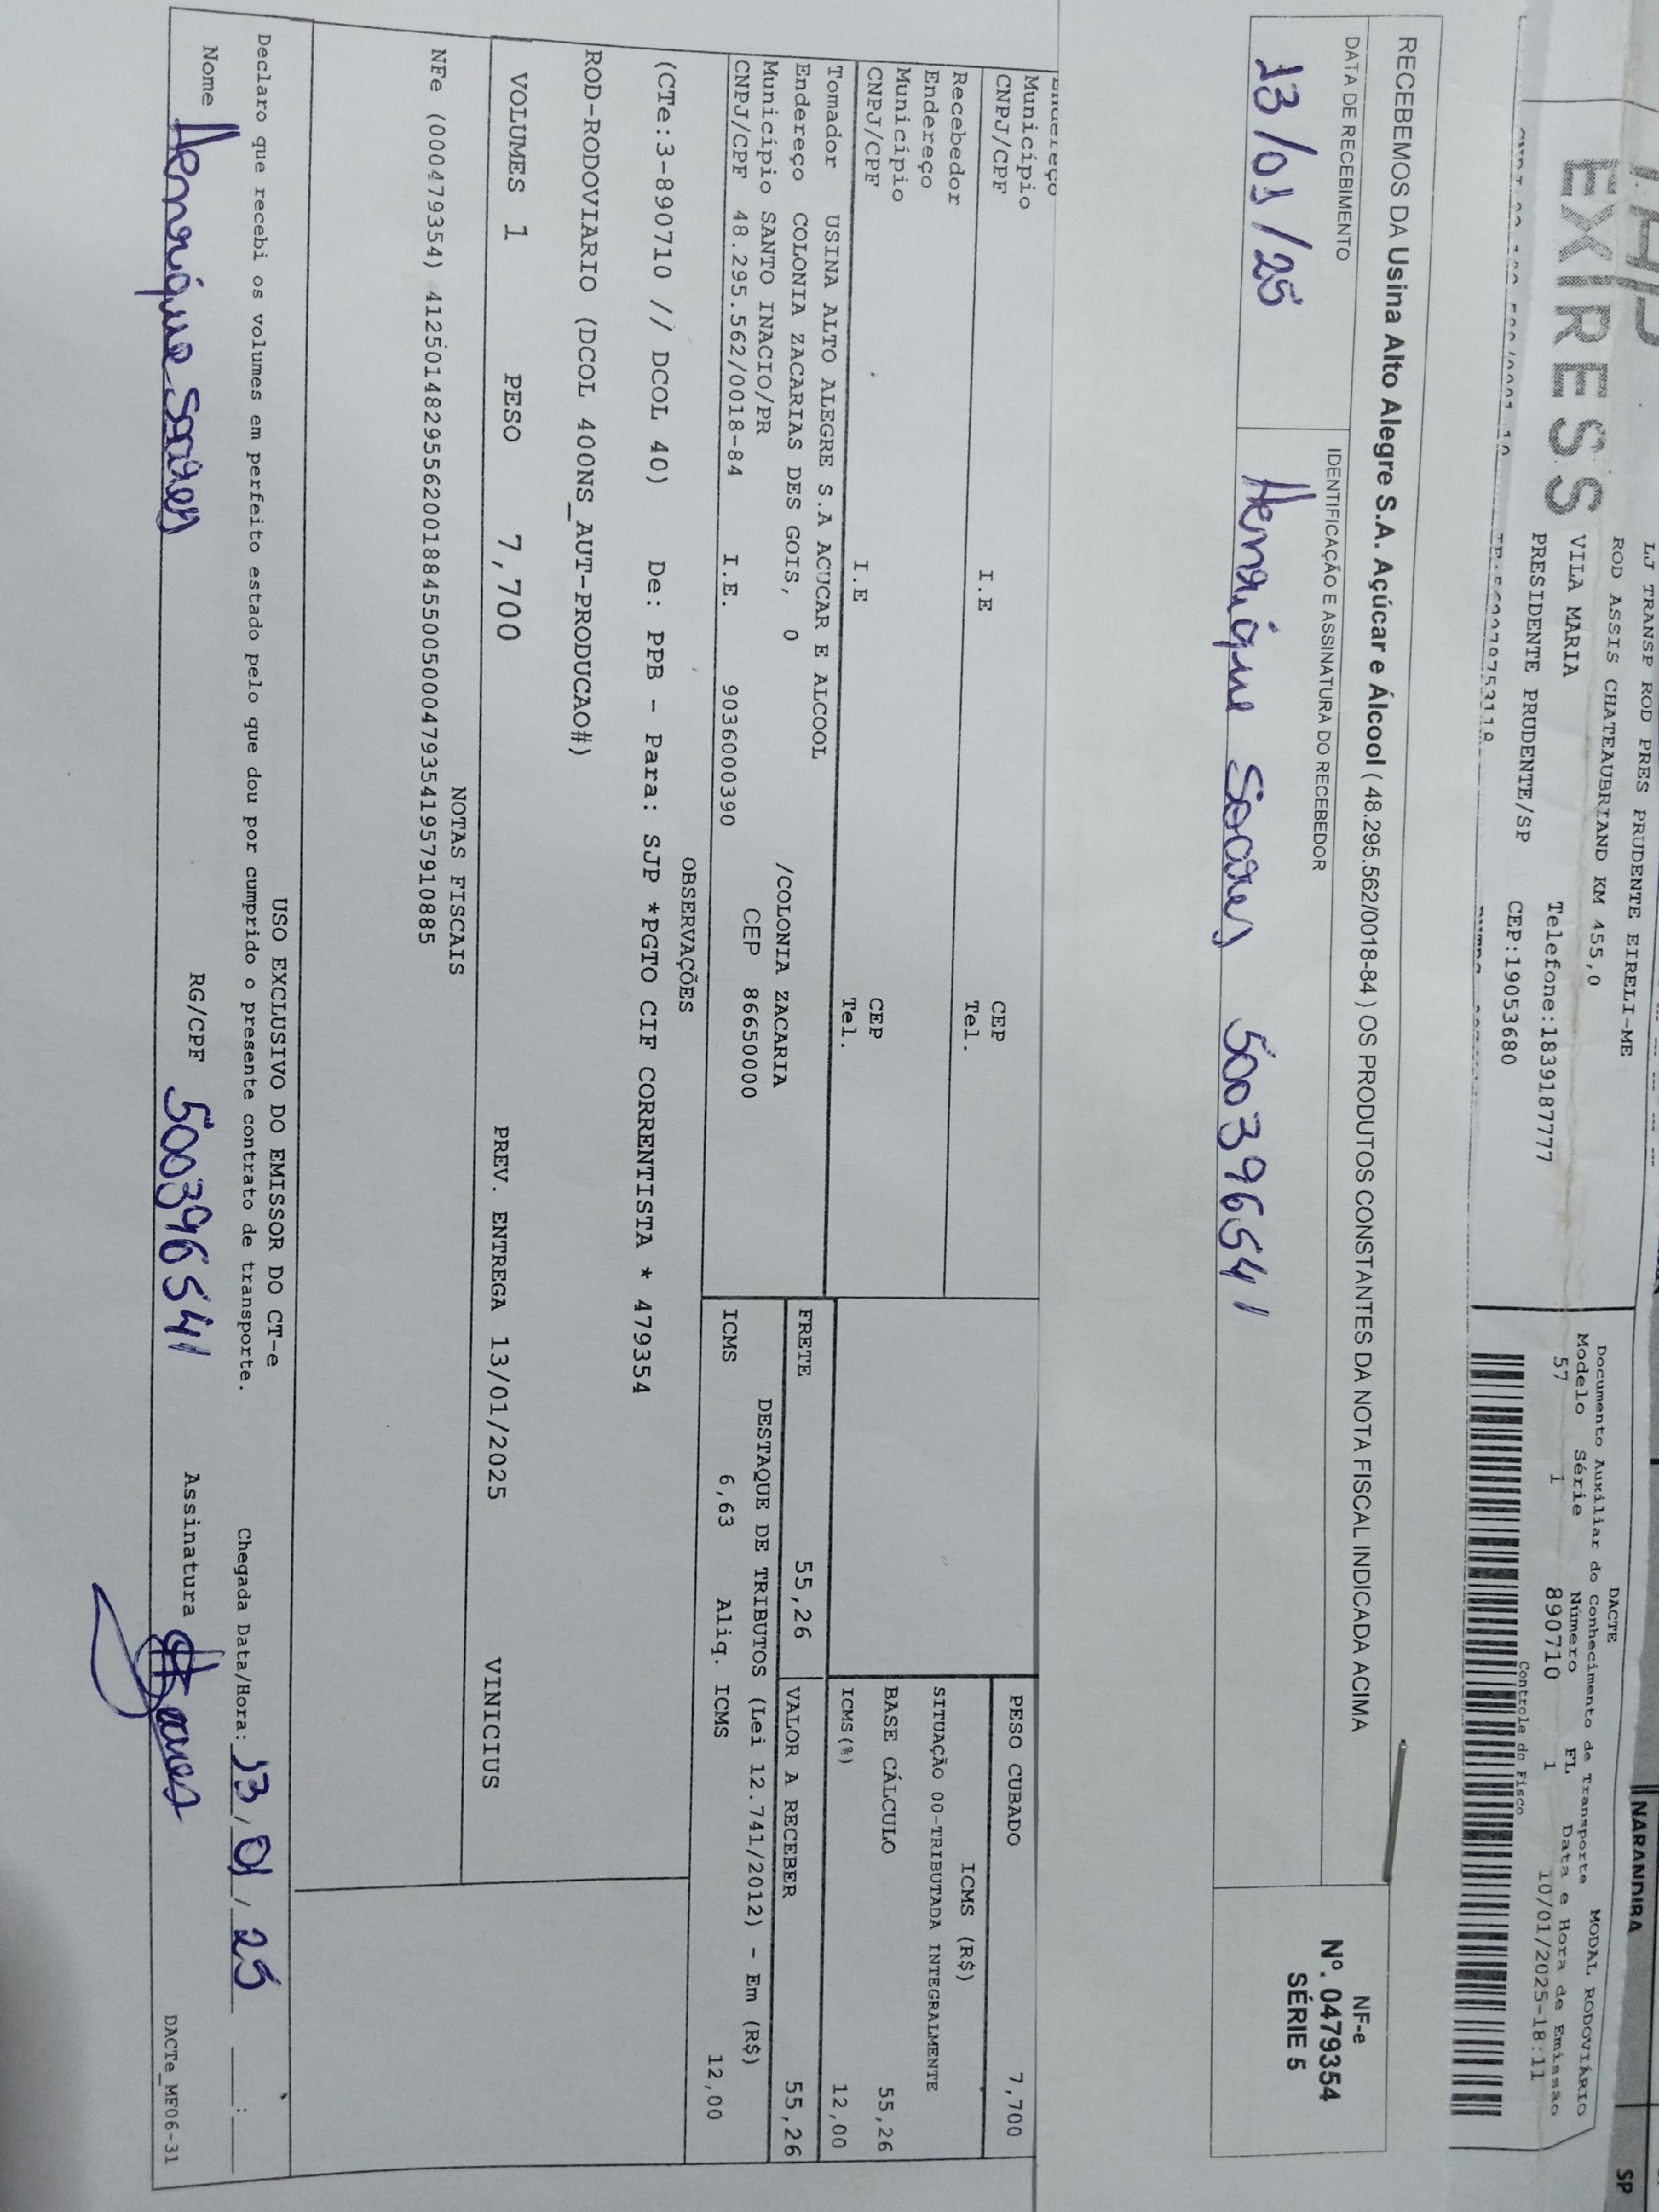 EXPRESS
LJ TRANSP ROD PRES PRUDENTE EIRELI-ME
ROD ASSIS CHATEAUBRIAND KM 455,0
VILA MARIA
Telefone:1839187777
PRESIDENTE PRUDENTE/SP
CEP:19053680
NARANDIBA
SP
DACTE
MODAL RODOVIÁRIO
Documento Auxiliar do Conhecimento de Transporte
Modelo Série Número FL Data e Hora de Emissão
57 1 890710 1 10/01/2025-18:11
Controle do Fisco
RECEBEMOS DA Usina Alto Alegre S.A. Açúcar e Álcool ( 48.295.562/0018-84 ) OS PRODUTOS CONSTANTES DA NOTA FISCAL INDICADA ACIMA
DATA DE RECEBIMENTO
IDENTIFICAÇÃO E ASSINATURA DO RECEBEDOR
13/01/25
Henrique Soares 500396541
NF-e
Nº. 0479354
SÉRIE 5
Endereço
Município
CNPJ/CPF I.E CEP
Recebedor Tel.
Endereço
Município
CNPJ/CPF I.E CEP
Tel.
PESO CUBADO 7,700
ICMS (R$)
SITUAÇÃO 00-TRIBUTADA INTEGRALMENTE
BASE CÁLCULO 55,26
ICMS(%) 12,00
Tomador USINA ALTO ALEGRE S.A ACUCAR E ALCOOL
Endereço COLONIA ZACARIAS DES GOIS, 0 /COLONIA ZACARIA
Município SANTO INACIO/PR CEP 86650000
CNPJ/CPF 48.295.562/0018-84 I.E. 9036000390
FRETE 55,26 VALOR A RECEBER 55,26
DESTAQUE DE TRIBUTOS (Lei 12.741/2012) - Em (R$)
ICMS 6,63 Aliq. ICMS 12,00
OBSERVAÇÕES
(CTe:3-890710 // DCOL 40) De: PPB - Para: SJP *PGTO CIF CORRENTISTA * 479354
ROD-RODOVIARIO (DCOL 40ONS_AUT-PRODUCAO#)
VOLUMES 1 PESO 7,700 PREV. ENTREGA 13/01/2025 VINICIUS
NOTAS FISCAIS
NFe (000479354) 41250148295562001884550050004793541957910885
USO EXCLUSIVO DO EMISSOR DO CT-e
Declaro que recebi os volumes em perfeito estado pelo que dou por cumprido o presente contrato de transporte.
Chegada Data/Hora: 13/01/25 __:__
Nome Henrique Soares RG/CPF 500396541 Assinatura HSoares
DACTe_MF06-31